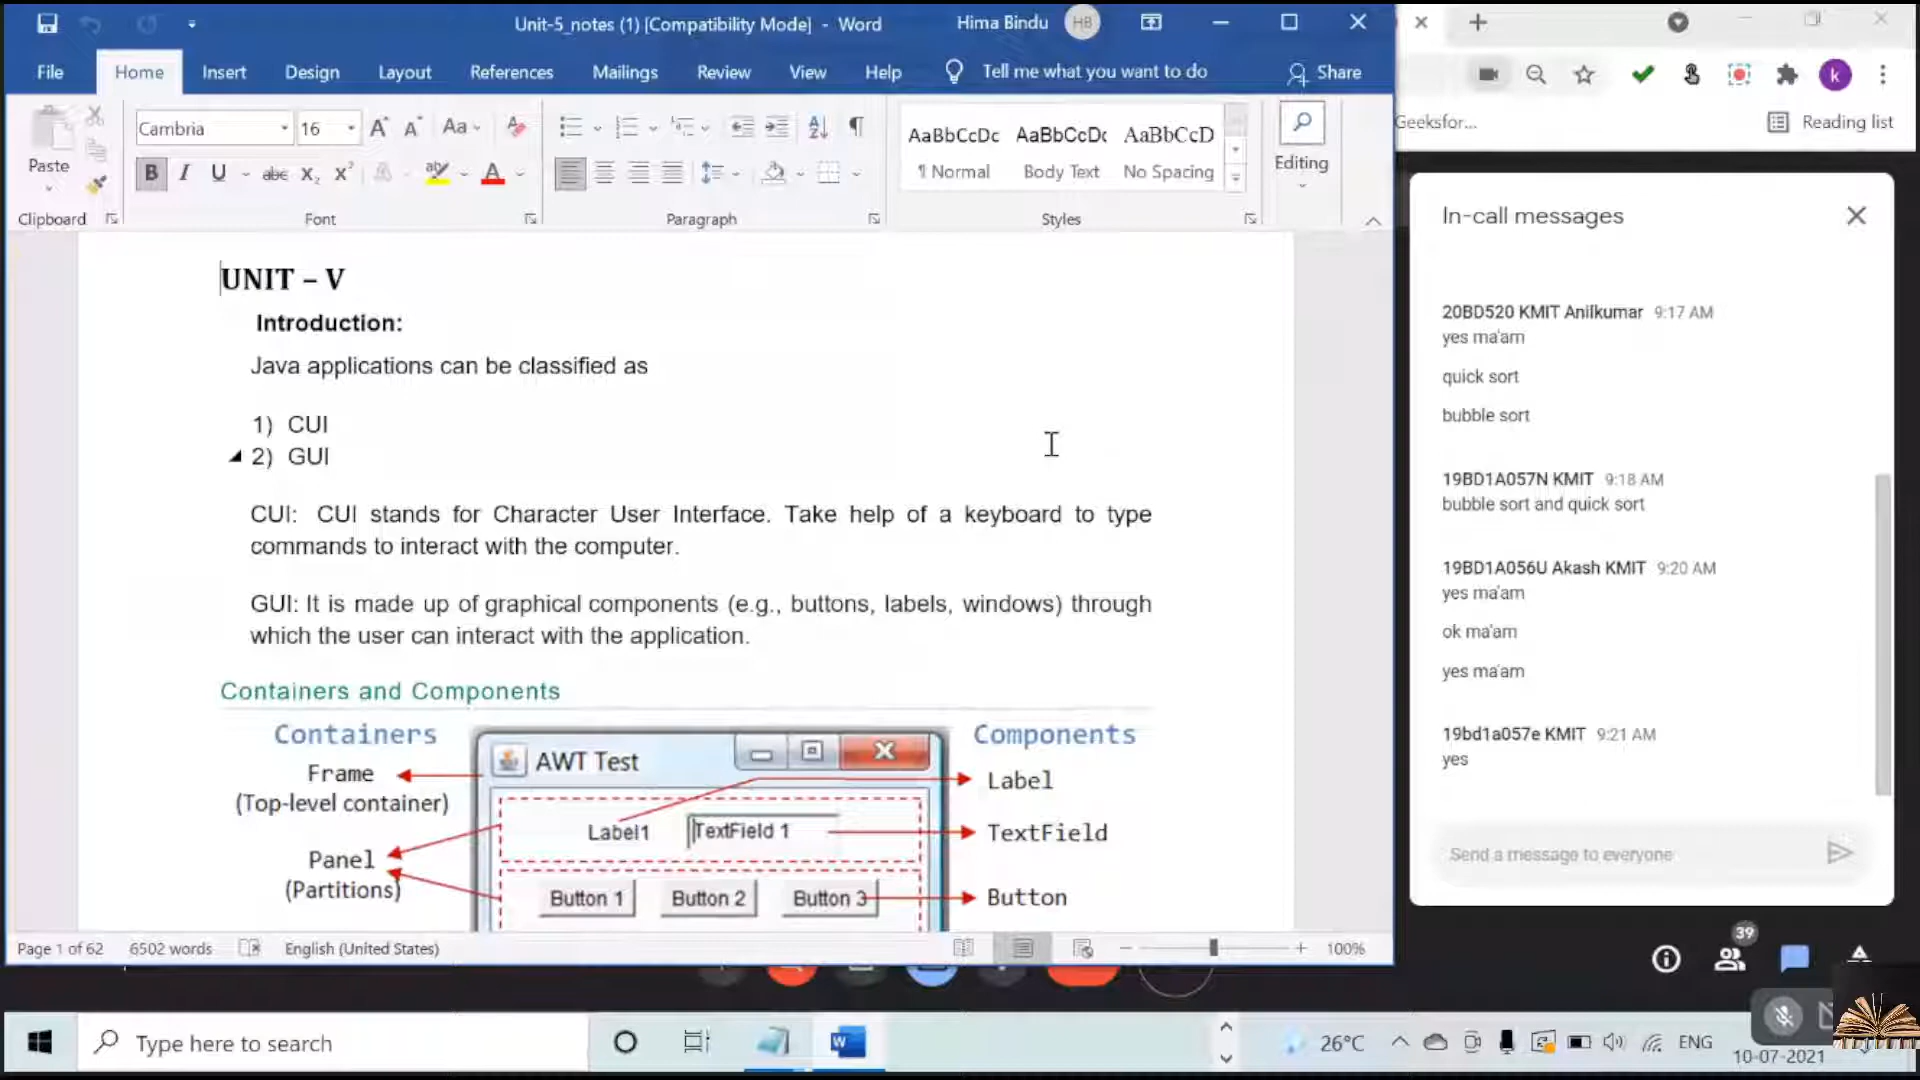 Unit-5_notes (1) [Compatibility Mode] - Word
Hima Bindu
HB
File
Home
Insert
Design
Layout
References
Mailings
Review
View
Help
Tell me what you want to do
Share
Paste
Clipboard
Cambria
16
Font
Paragraph
AaBbCcDc
¶ Normal
AaBbCcDc
Body Text
AaBbCcD
No Spacing
Styles
Editing
UNIT – V
Introduction:
Java applications can be classified as
1) CUI
2) GUI
CUI: CUI stands for Character User Interface. Take help of a keyboard to type
commands to interact with the computer.
GUI: It is made up of graphical components (e.g., buttons, labels, windows) through
which the user can interact with the application.
Containers and Components
Containers
Components
AWT Test
Frame
(Top-level container)
Label
Label1
TextField 1
TextField
Panel
(Partitions)
Button 1
Button 2
Button 3
Button
Page 1 of 62
6502 words
English (United States)
100%
k
Geeksfor...
Reading list
In-call messages
20BD520 KMIT Anilkumar 9:17 AM
yes ma'am
quick sort
bubble sort
19BD1A057N KMIT 9:18 AM
bubble sort and quick sort
19BD1A056U Akash KMIT 9:20 AM
yes ma'am
ok ma'am
yes ma'am
19bd1a057e KMIT 9:21 AM
yes
Send a message to everyone
39
Type here to search
26°C
ENG
10-07-2021